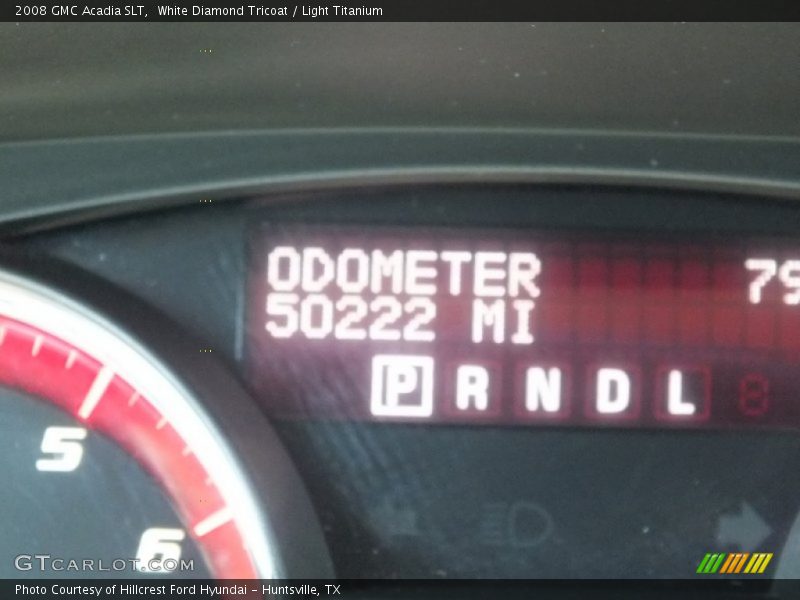 2008 GMC Acadia SLT,  White Diamond Tricoat / Light Titanium
ODOMETER 79
50222 MI
P R N D L
5
6
GTCARLOT.COM
Photo Courtesy of Hillcrest Ford Hyundai – Huntsville, TX